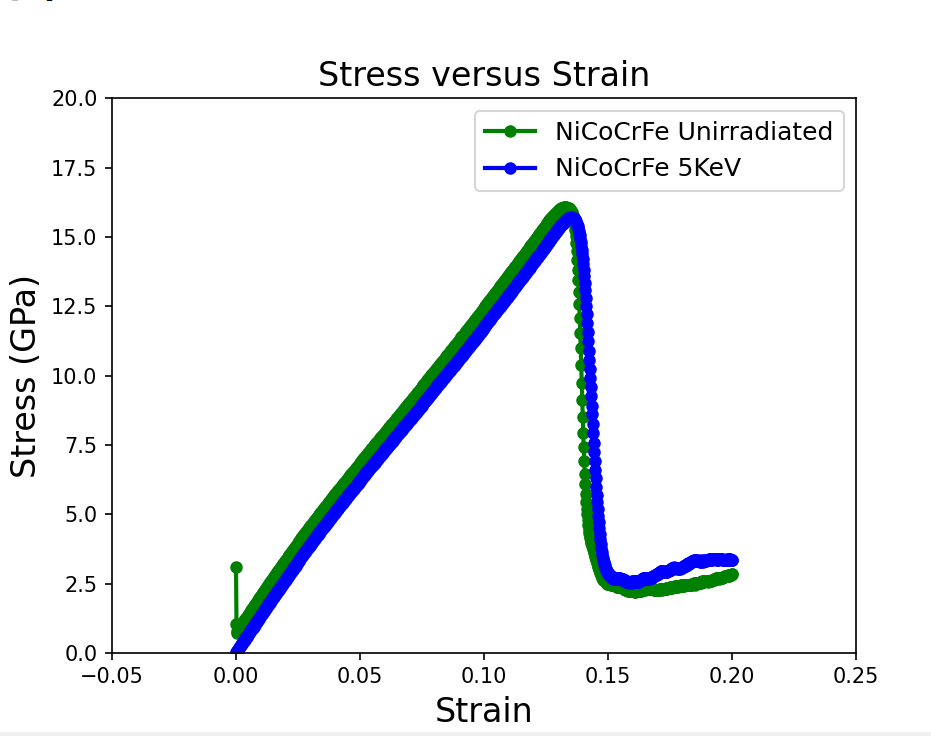 Stress versus Strain
20.0
17.5
15.0
12.5
10.0
7.5
5.0
2.5
0.0
Stress (GPa)
NiCoCrFe Unirradiated
NiCoCrFe 5KeV
−0.05 0.00 0.05 0.10 0.15 0.20 0.25
Strain